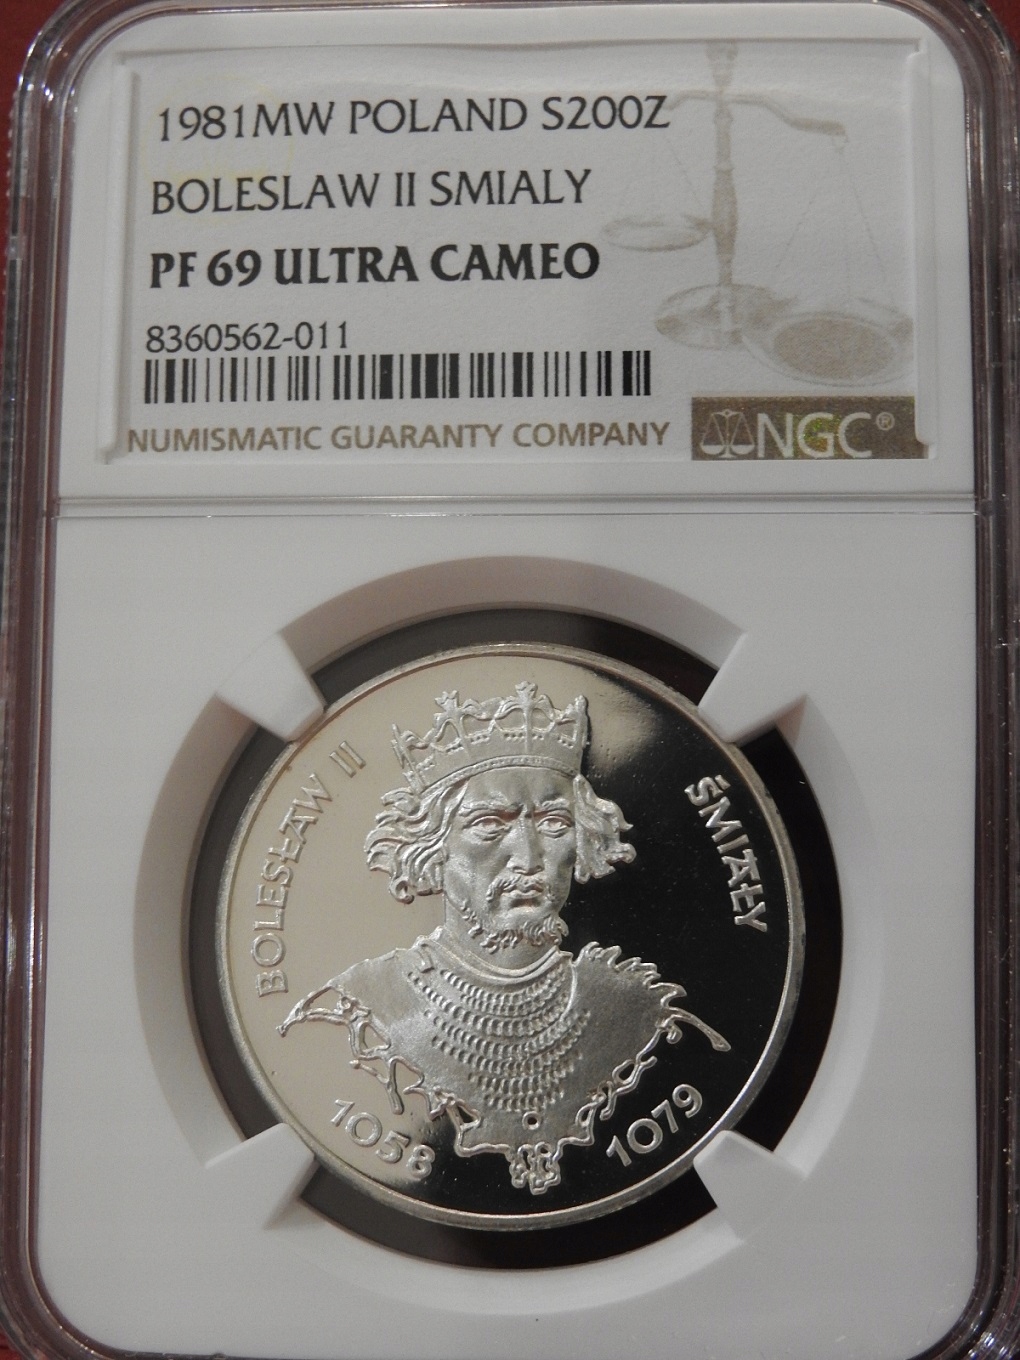 1981MW POLAND S200Z
BOLESLAW II SMIALY
PF 69 ULTRA CAMEO
8360562-011
NUMISMATIC GUARANTY COMPANY
NGC®
BOLESŁAW II
ŚMIAŁY
1058
1079